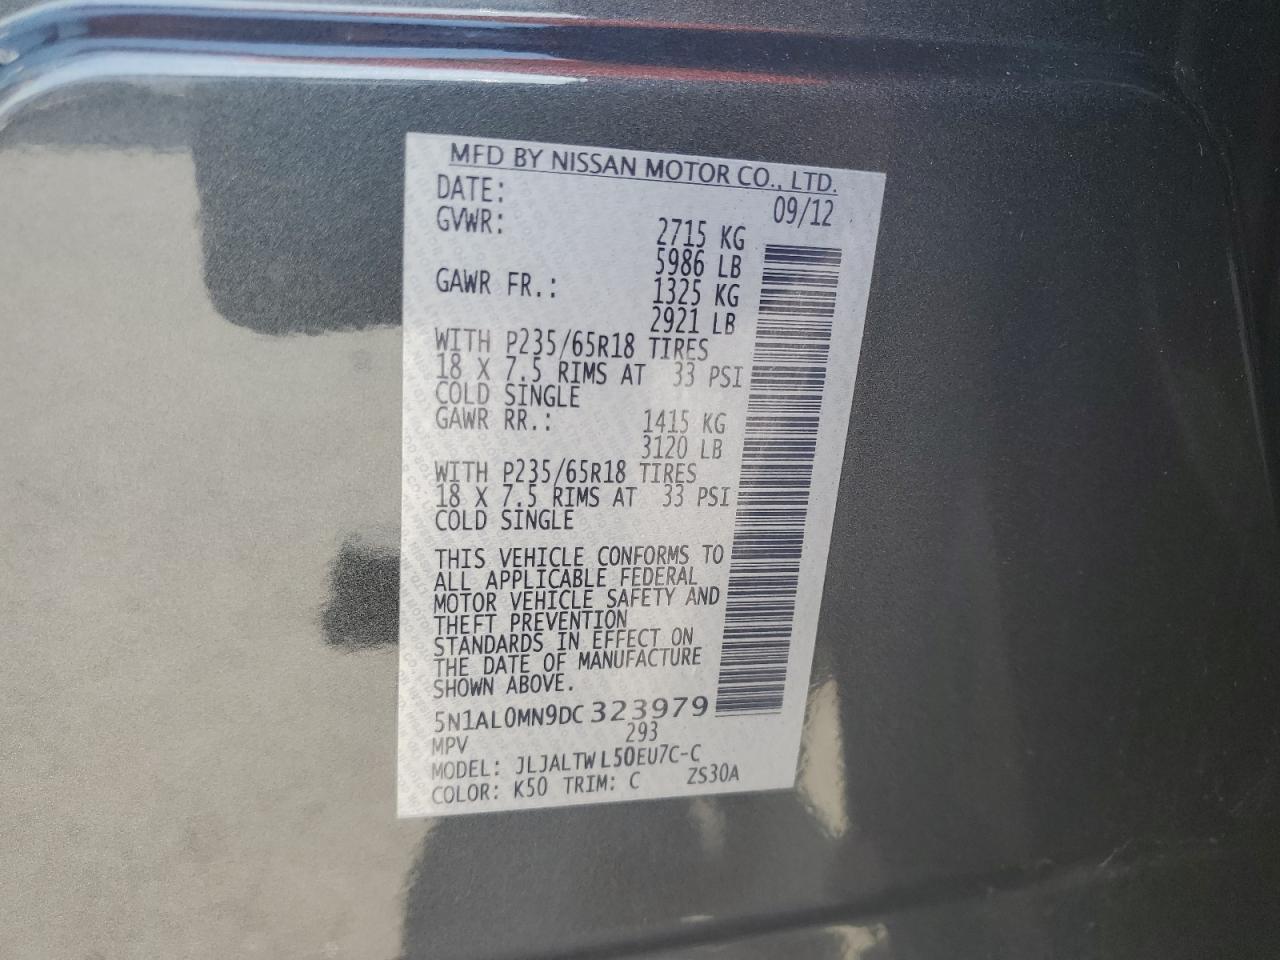 MFD BY NISSAN MOTOR CO., LTD.
DATE: 09/12
GVWR: 2715 KG
5986 LB
GAWR FR.: 1325 KG
2921 LB
WITH P235/65R18 TIRES
18 X 7.5 RIMS AT 33 PSI
COLD SINGLE
GAWR RR.: 1415 KG
3120 LB
WITH P235/65R18 TIRES
18 X 7.5 RIMS AT 33 PSI
COLD SINGLE
THIS VEHICLE CONFORMS TO
ALL APPLICABLE FEDERAL
MOTOR VEHICLE SAFETY AND
THEFT PREVENTION
STANDARDS IN EFFECT ON
THE DATE OF MANUFACTURE
SHOWN ABOVE.
5N1AL0MN9DC323979
MPV 293
MODEL: JLJALTWL50EU7C-C
COLOR: K50 TRIM: C ZS30A